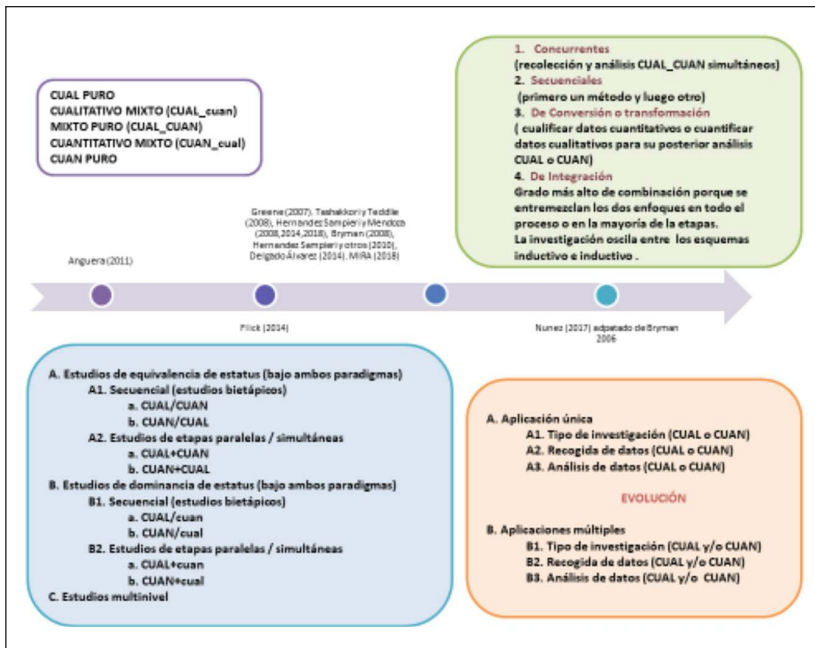 CUAL PURO
CUALITATIVO MIXTO (CUAL_cuan)
MIXTO PURO (CUAL_CUAN)
CUANTITATIVO MIXTO (CUAN_cual)
CUAN PURO
1. Concurrentes
(recolección y análisis CUAL_CUAN simultáneos)
2. Secuenciales
(primero un método y luego otro)
3. De Conversión o transformación
( cualificar datos cuantitativos o cuantificar
datos cualitativos para su posterior análisis
CUAL o CUAN)
4. De Integración
Grado más alto de combinación porque se
entremezclan los dos enfoques en todo el
proceso o en la mayoría de la etapas.
La investigación oscila entre los esquemas
inductivo e inductivo .
Greene (2007). Tashakkori y Teddlie
(2008), Hernandez Sampieri y Mendoza
(2008,2014,2018), Bryman (2008),
Hernandez Sampieri y otros (2010),
Delgado Álvarez (2014), MIRA (2018)
Anguera (2011)
Flick (2014)
Nunez (2017) adpatado de Bryman
2006
A. Estudios de equivalencia de estatus (bajo ambos paradigmas)
A1. Secuencial (estudios bietápicos)
a. CUAL/CUAN
b. CUAN/CUAL
A2. Estudios de etapas paralelas / simultáneas
a. CUAL+CUAN
b. CUAN+CUAL
B. Estudios de dominancia de estatus (bajo ambos paradigmas)
B1. Secuencial (estudios bietápicos)
a. CUAL/cuan
b. CUAN/cual
B2. Estudios de etapas paralelas / simultáneas
a. CUAL+cuan
b. CUAN+cual
C. Estudios multinivel
A. Aplicación única
A1. Tipo de investigación (CUAL o CUAN)
A2. Recogida de datos (CUAL o CUAN)
A3. Análisis de datos (CUAL o CUAN)
EVOLUCIÓN
B. Aplicaciones múltiples
B1. Tipo de investigación (CUAL y/o CUAN)
B2. Recogida de datos (CUAL y/o CUAN)
B3. Análisis de datos (CUAL y/o CUAN)